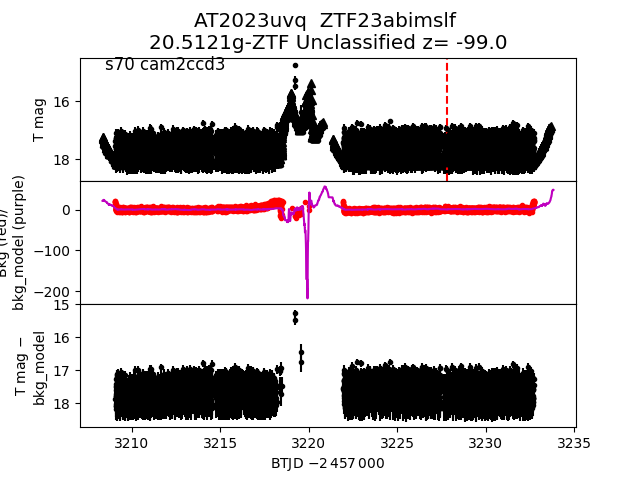 AT2023uvq  ZTF23abimslf
20.5121g-ZTF Unclassified z= -99.0
s70 cam2ccd3
T mag
16
18
Bkg (red)/
bkg_model (purple)
0
−100
−200
T mag −
bkg_model
15
16
17
18
3210 3215 3220 3225 3230 3235
BTJD −2 457 000